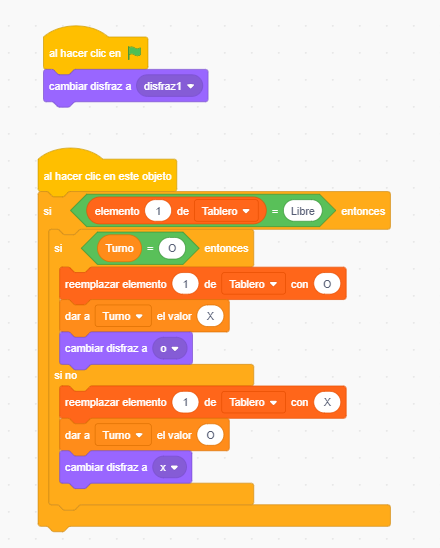 al hacer clic en
cambiar disfraz a disfraz1
al hacer clic en este objeto
si elemento 1 de Tablero = Libre entonces
si Turno = O entonces
reemplazar elemento 1 de Tablero con O
dar a Turno el valor X
cambiar disfraz a o
si no
reemplazar elemento 1 de Tablero con X
dar a Turno el valor O
cambiar disfraz a x